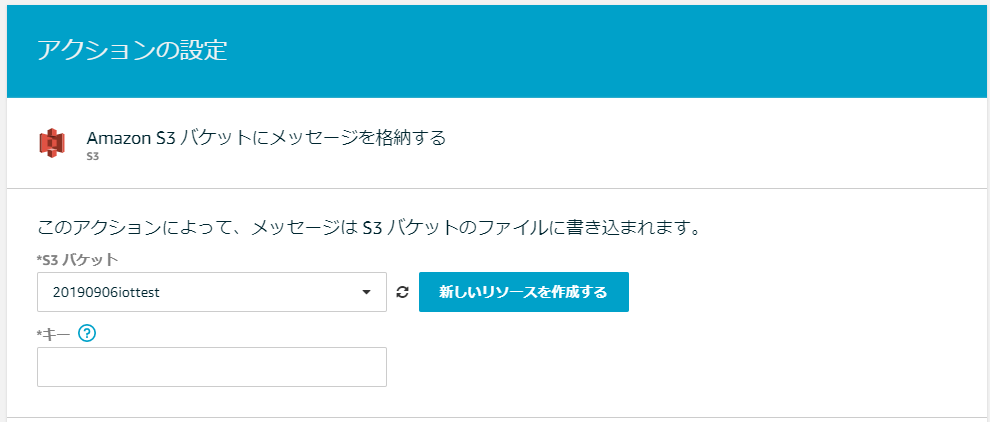 アクションの設定
Amazon S3 バケットにメッセージを格納する
S3
このアクションによって、メッセージは S3 バケットのファイルに書き込まれます。
*S3 バケット
20190906iottest
新しいリソースを作成する
*キー ?